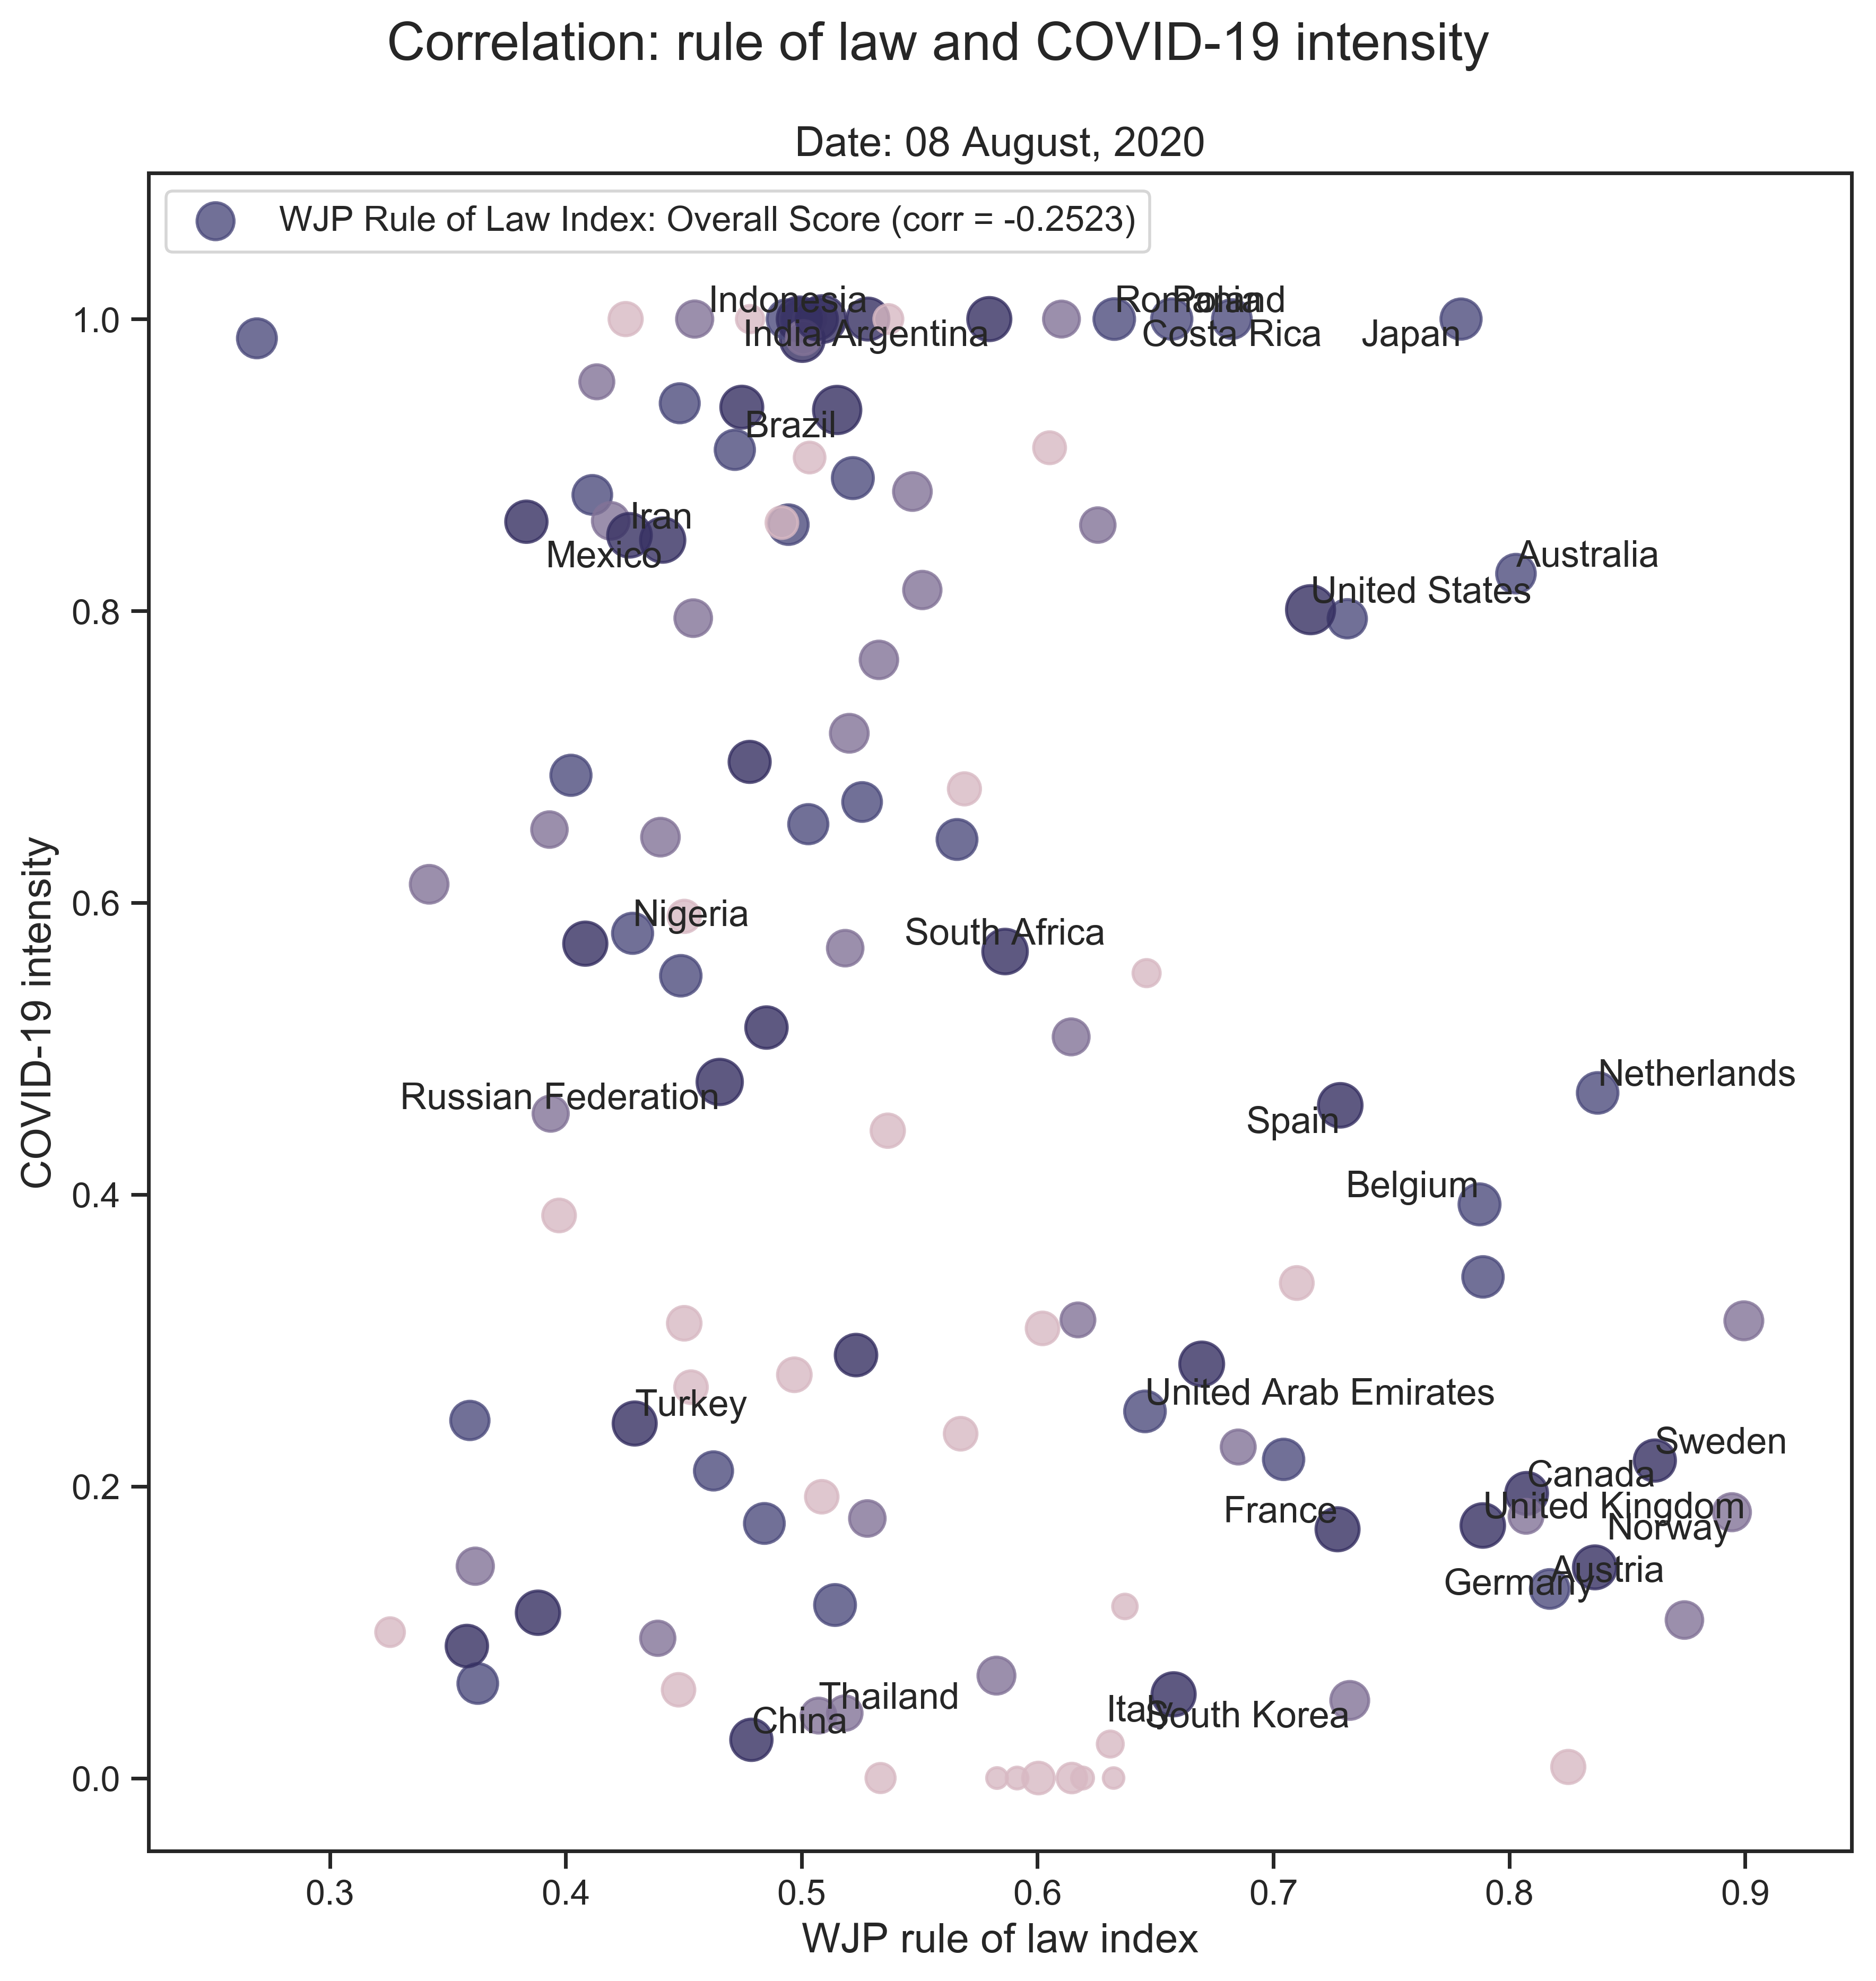 Correlation: rule of law and COVID-19 intensity
Date: 08 August, 2020
WJP Rule of Law Index: Overall Score (corr = -0.2523)
Indonesia
Romania
Poland
India
Argentina
Costa Rica
Japan
Brazil
Iran
Mexico
Australia
United States
Nigeria
South Africa
Russian Federation
Netherlands
Spain
Belgium
United Arab Emirates
Turkey
Sweden
Canada
United Kingdom
France
Norway
Austria
Germany
Thailand
China
Italy
South Korea
COVID-19 intensity
1.0
0.8
0.6
0.4
0.2
0.0
0.3 0.4 0.5 0.6 0.7 0.8 0.9
WJP rule of law index